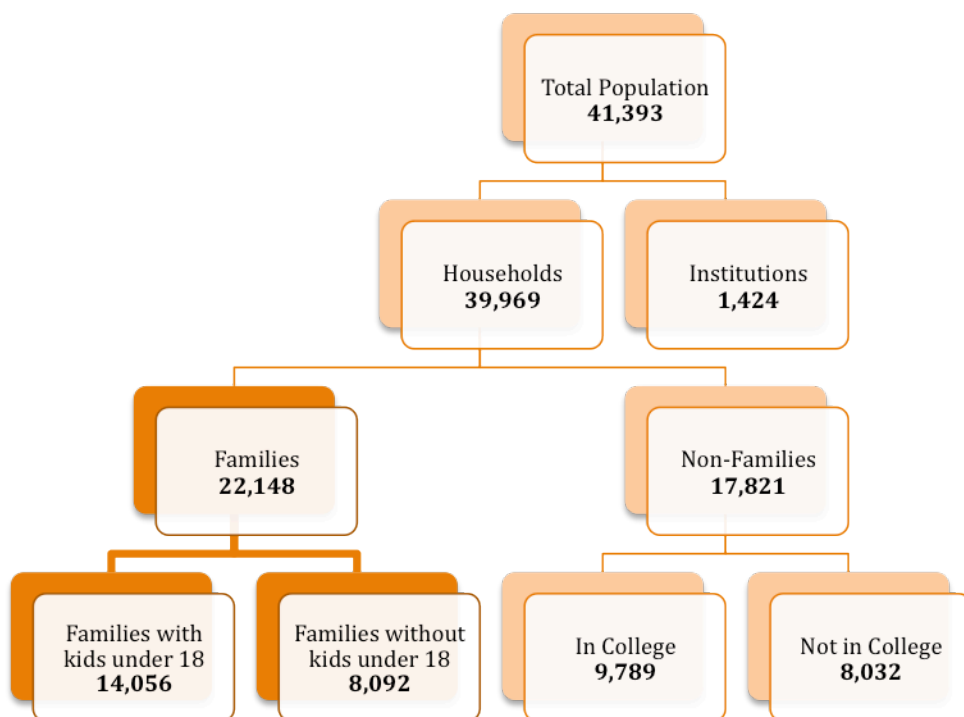 Total Population
41,393
Households
39,969
Institutions
1,424
Families
22,148
Non-Families
17,821
Families with
kids under 18
14,056
Families without
kids under 18
8,092
In College
9,789
Not in College
8,032